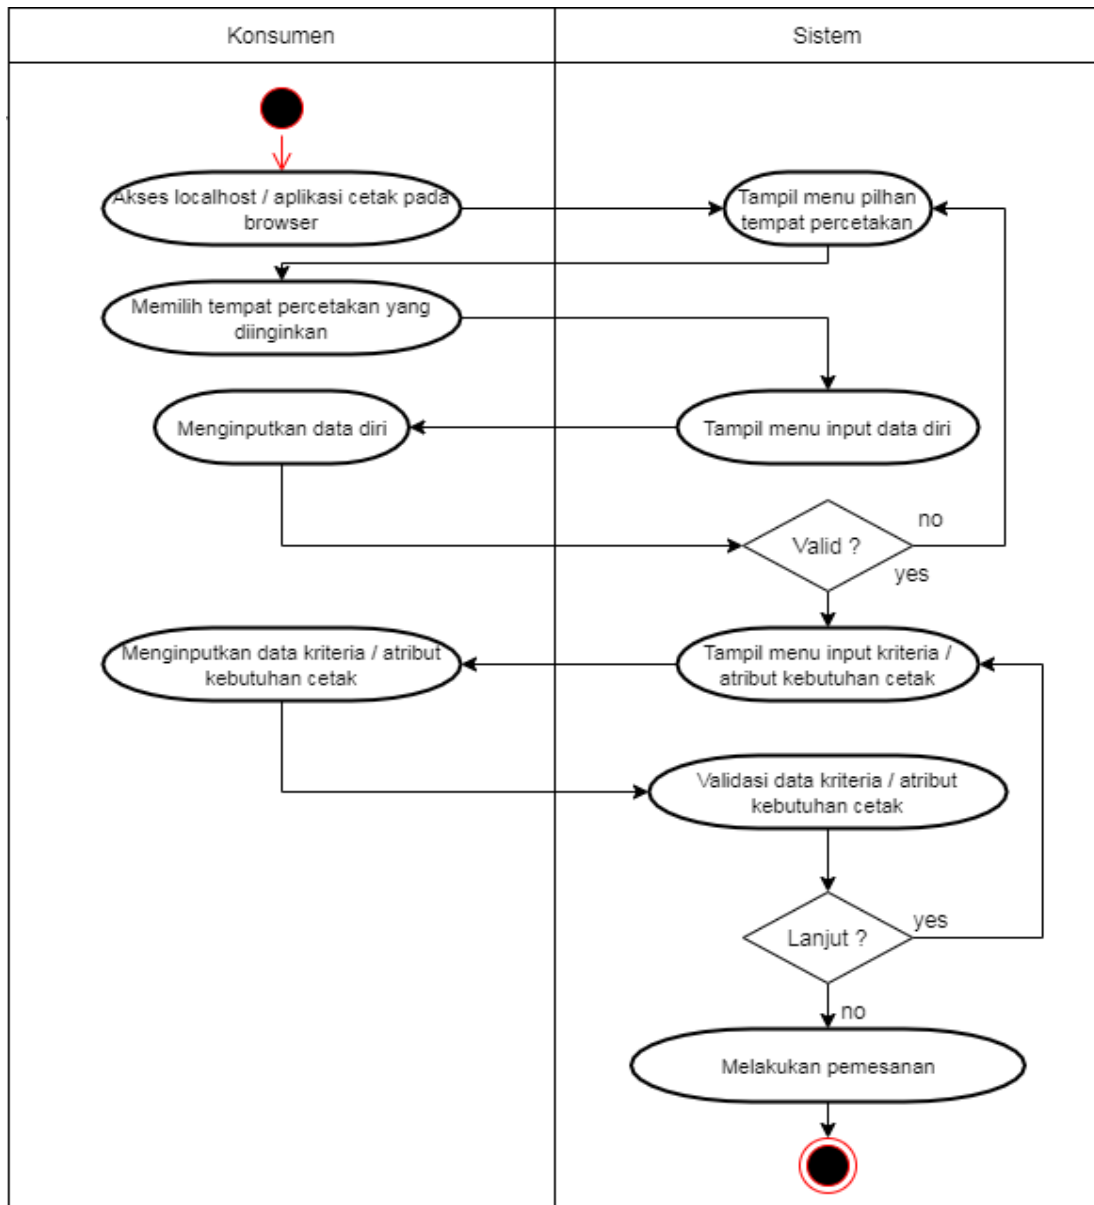 Konsumen
Sistem
Akses localhost / aplikasi cetak pada
browser
Tampil menu pilhan
tempat percetakan
Memilih tempat percetakan yang
diinginkan
Menginputkan data diri
Tampil menu input data diri
no
Valid ?
yes
Menginputkan data kriteria / atribut
kebutuhan cetak
Tampil menu input kriteria /
atribut kebutuhan cetak
Validasi data kriteria / atribut
kebutuhan cetak
Lanjut ?
yes
no
Melakukan pemesanan